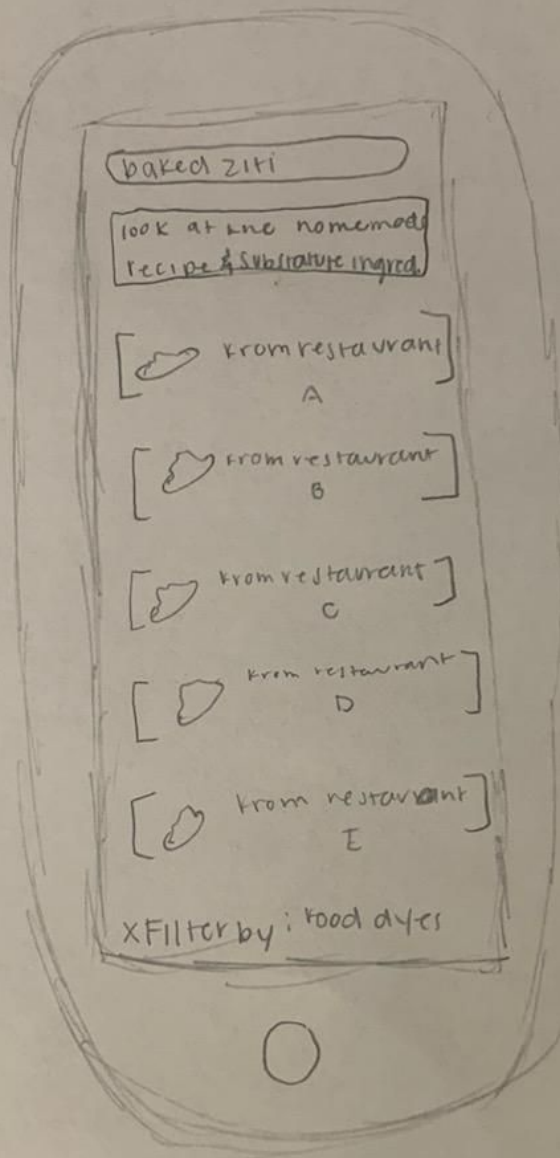 baked ziti
look at the homemade
recipe & substitute ingred.
from restaurant
A
from restaurant
B
from restaurant
C
from restaurant
D
from restaurant
E
x Filter by: food dyes